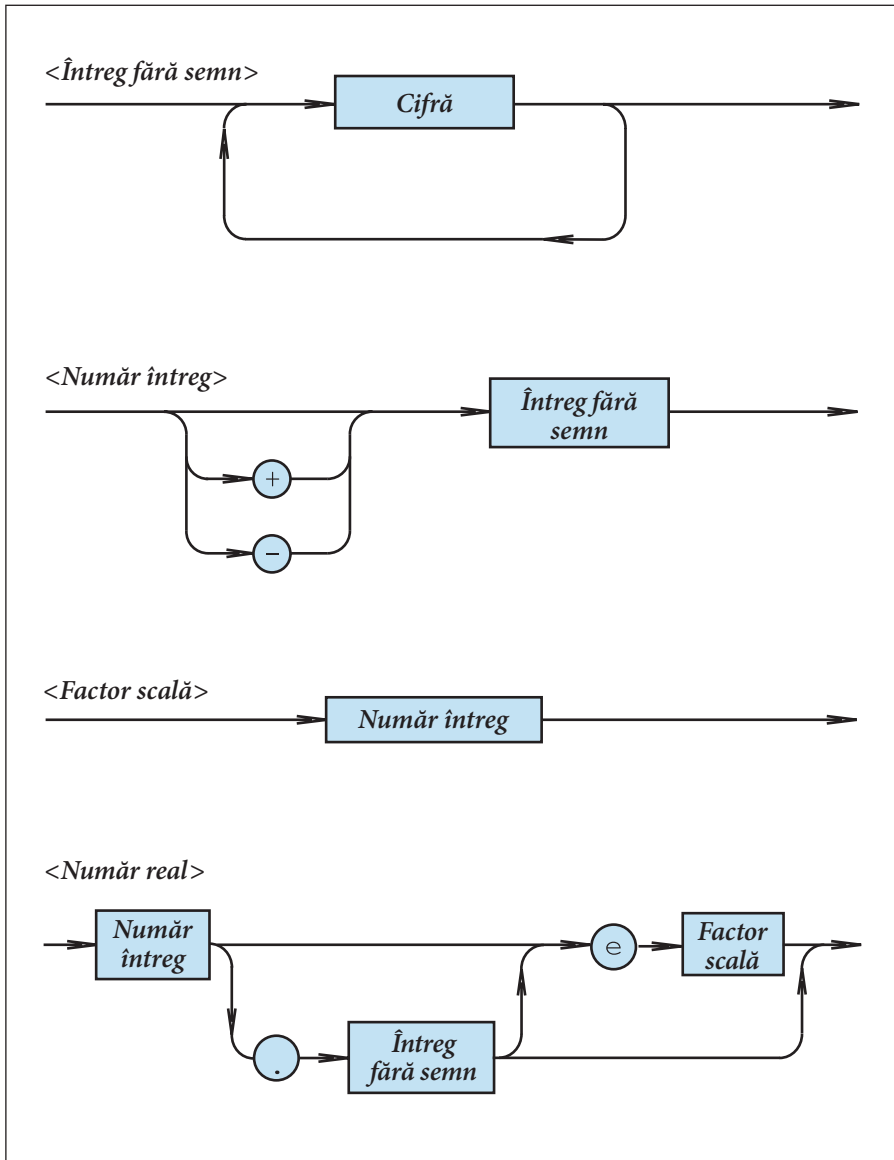 <Întreg fără semn>
Cifră
<Număr întreg>
Întreg fără
semn
+
-
<Factor scală>
Număr întreg
<Număr real>
Număr
întreg
e
Factor
scală
.
Întreg
fără semn